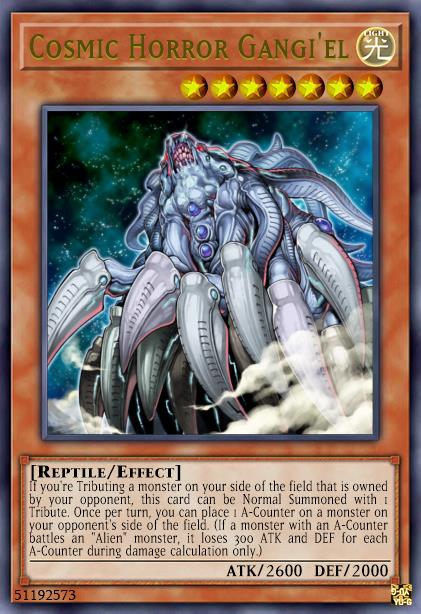 Cosmic Horror Gangi'el
LIGHT
光
[Reptile/Effect]
If you're Tributing a monster on your side of the field that is owned
by your opponent, this card can be Normal Summoned with 1
Tribute. Once per turn, you can place 1 A-Counter on a monster on
your opponent's side of the field. (If a monster with an A-Counter
battles an "Alien" monster, it loses 300 ATK and DEF for each
A-Counter during damage calculation only.)
ATK/2600 DEF/2000
51192573